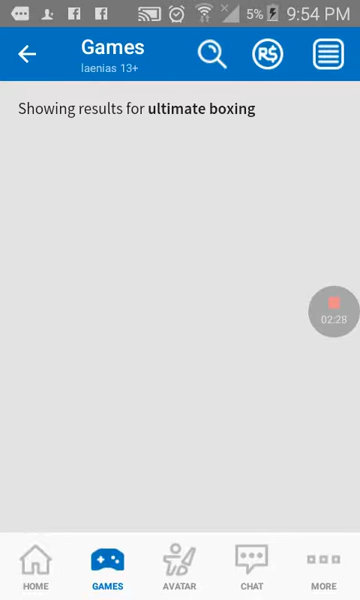 5% 9:54 PM
Games
laenias 13+
R$
Showing results for ultimate boxing
02:28
HOME GAMES AVATAR CHAT MORE